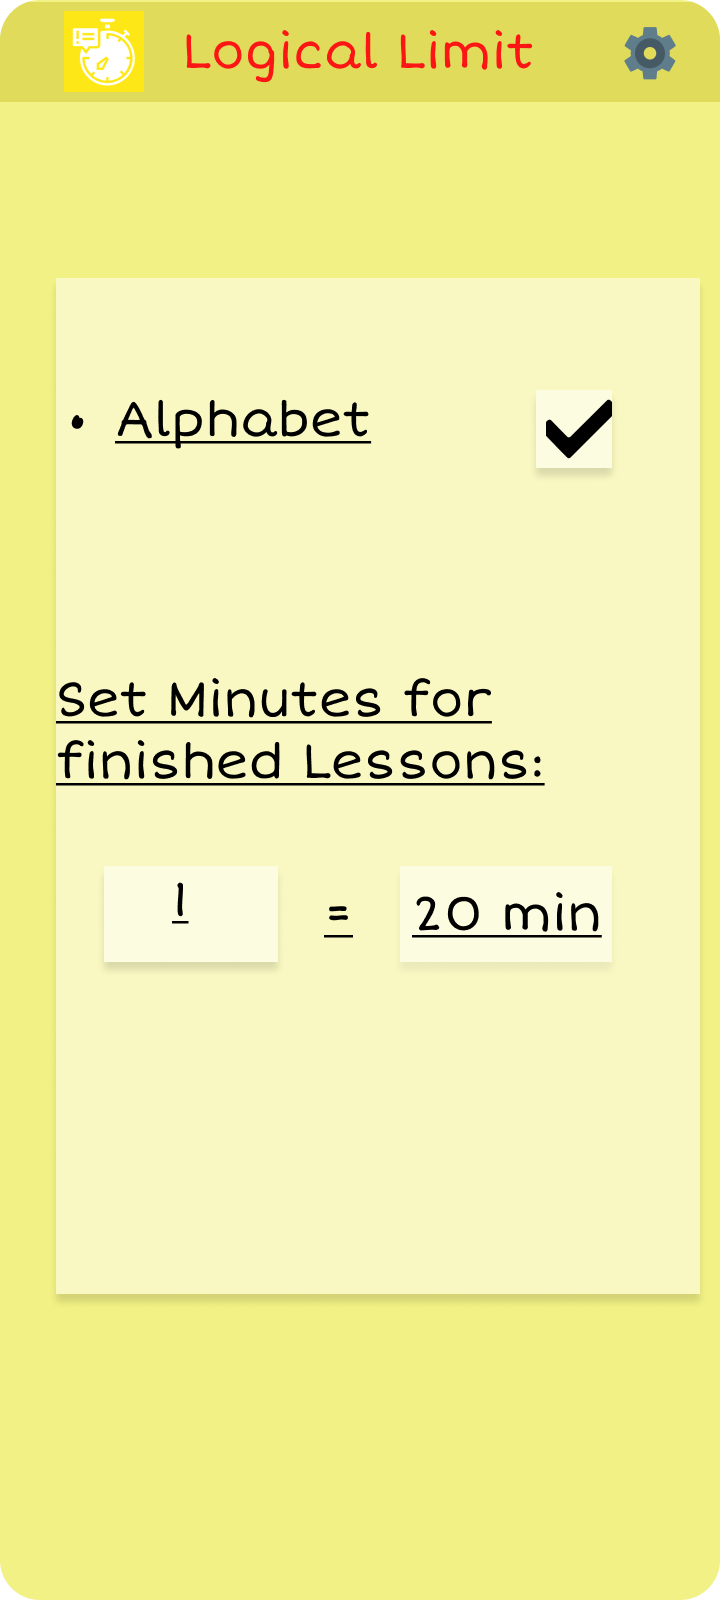 Logical Limit
• Alphabet
Set Minutes for
finished Lessons:
1 = 20 min